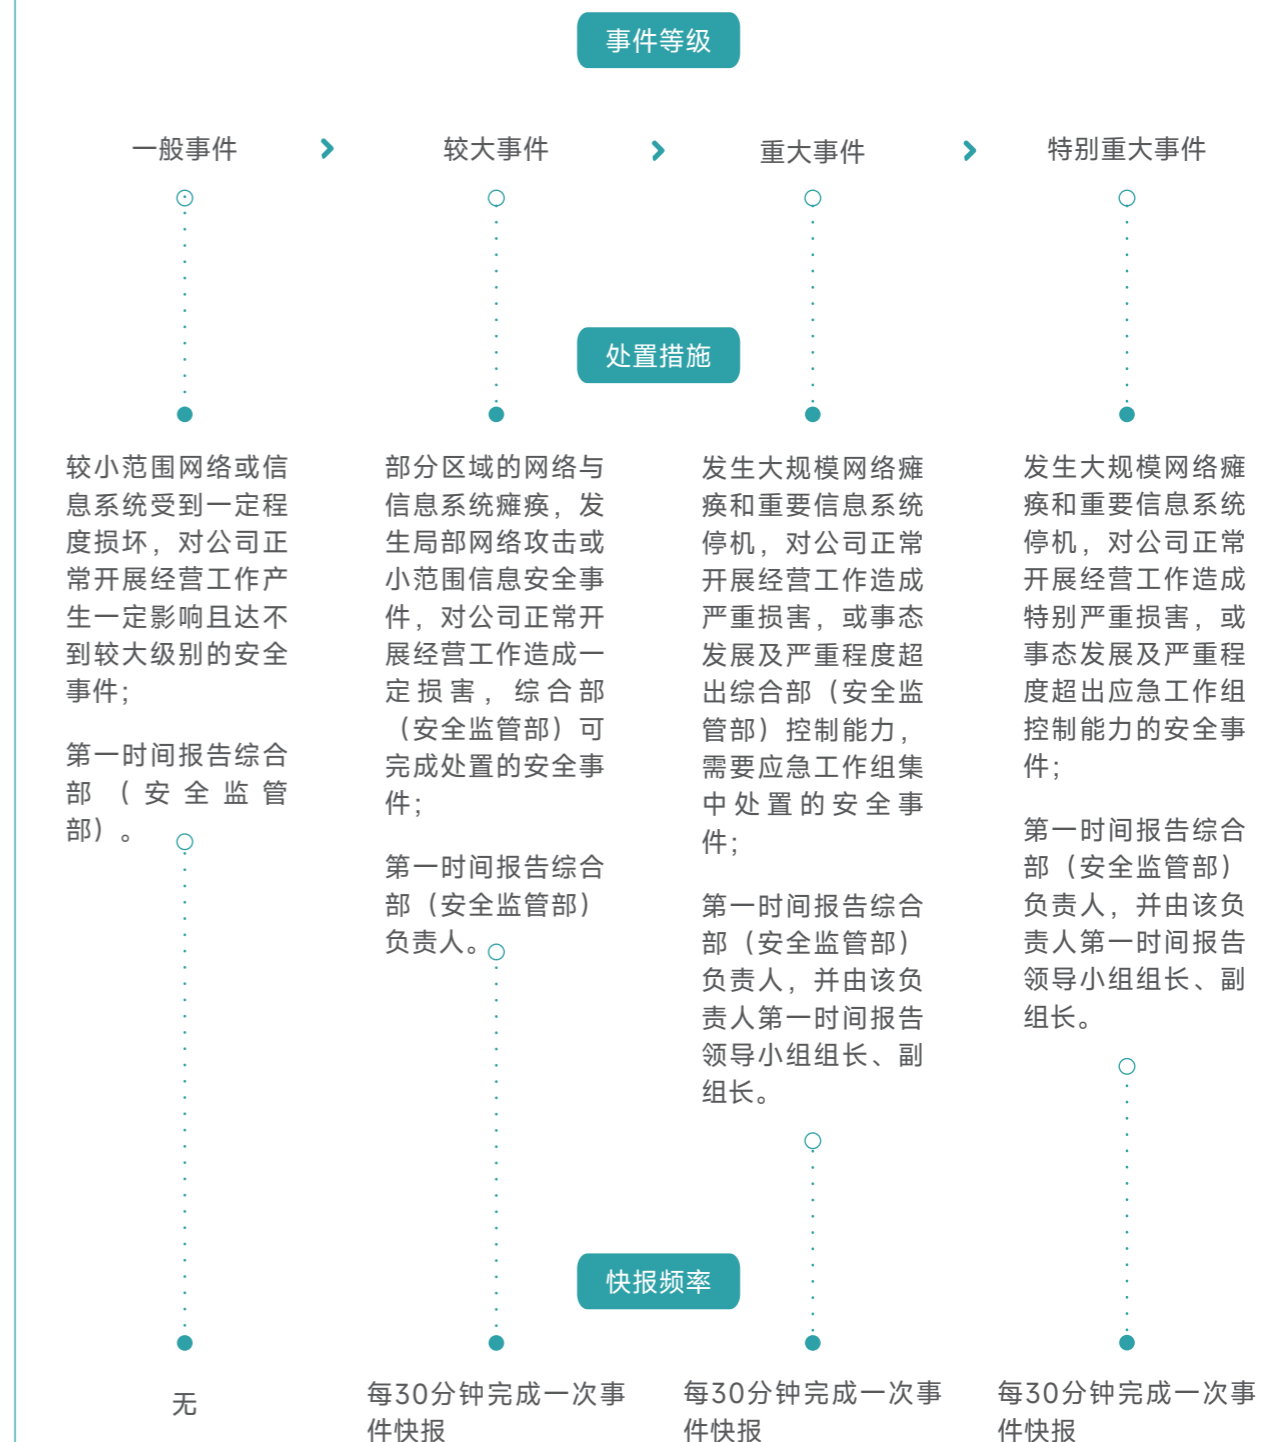 事件等级
一般事件
较大事件
重大事件
特别重大事件
处置措施
较小范围网络或信
息系统受到一定程
度损坏，对公司正
常开展经营工作产
生一定影响且达不
到较大级别的安全
事件；
第一时间报告综合
部（安全监管
部）。
部分区域的网络与
信息系统瘫痪，发
生局部网络攻击或
小范围信息安全事
件，对公司正常开
展经营工作造成一
定损害，综合部
（安全监管部）可
完成处置的安全事
件；
第一时间报告综合
部（安全监管部）
负责人。
发生大规模网络瘫
痪和重要信息系统
停机，对公司正常
开展经营工作造成
严重损害，或事态
发展及严重程度超
出综合部（安全监
管部）控制能力，
需要应急工作组集
中处置的安全事
件；
第一时间报告综合
部（安全监管部）
负责人，并由该负
责人第一时间报告
领导小组组长、副
组长。
发生大规模网络瘫
痪和重要信息系统
停机，对公司正常
开展经营工作造成
特别严重损害，或
事态发展及严重程
度超出应急工作组
控制能力的安全事
件；
第一时间报告综合
部（安全监管部）
负责人，并由该负
责人第一时间报告
领导小组组长、副
组长。
快报频率
无
每30分钟完成一次事
件快报
每30分钟完成一次事
件快报
每30分钟完成一次事
件快报